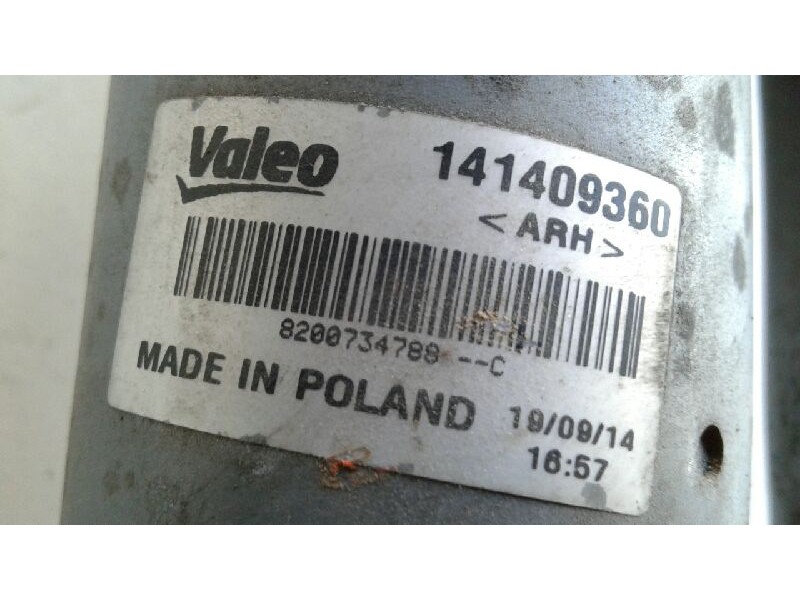 Valeo 141409360
<ARH>
8200734788--C
MADE IN POLAND 19/09/14
16:57